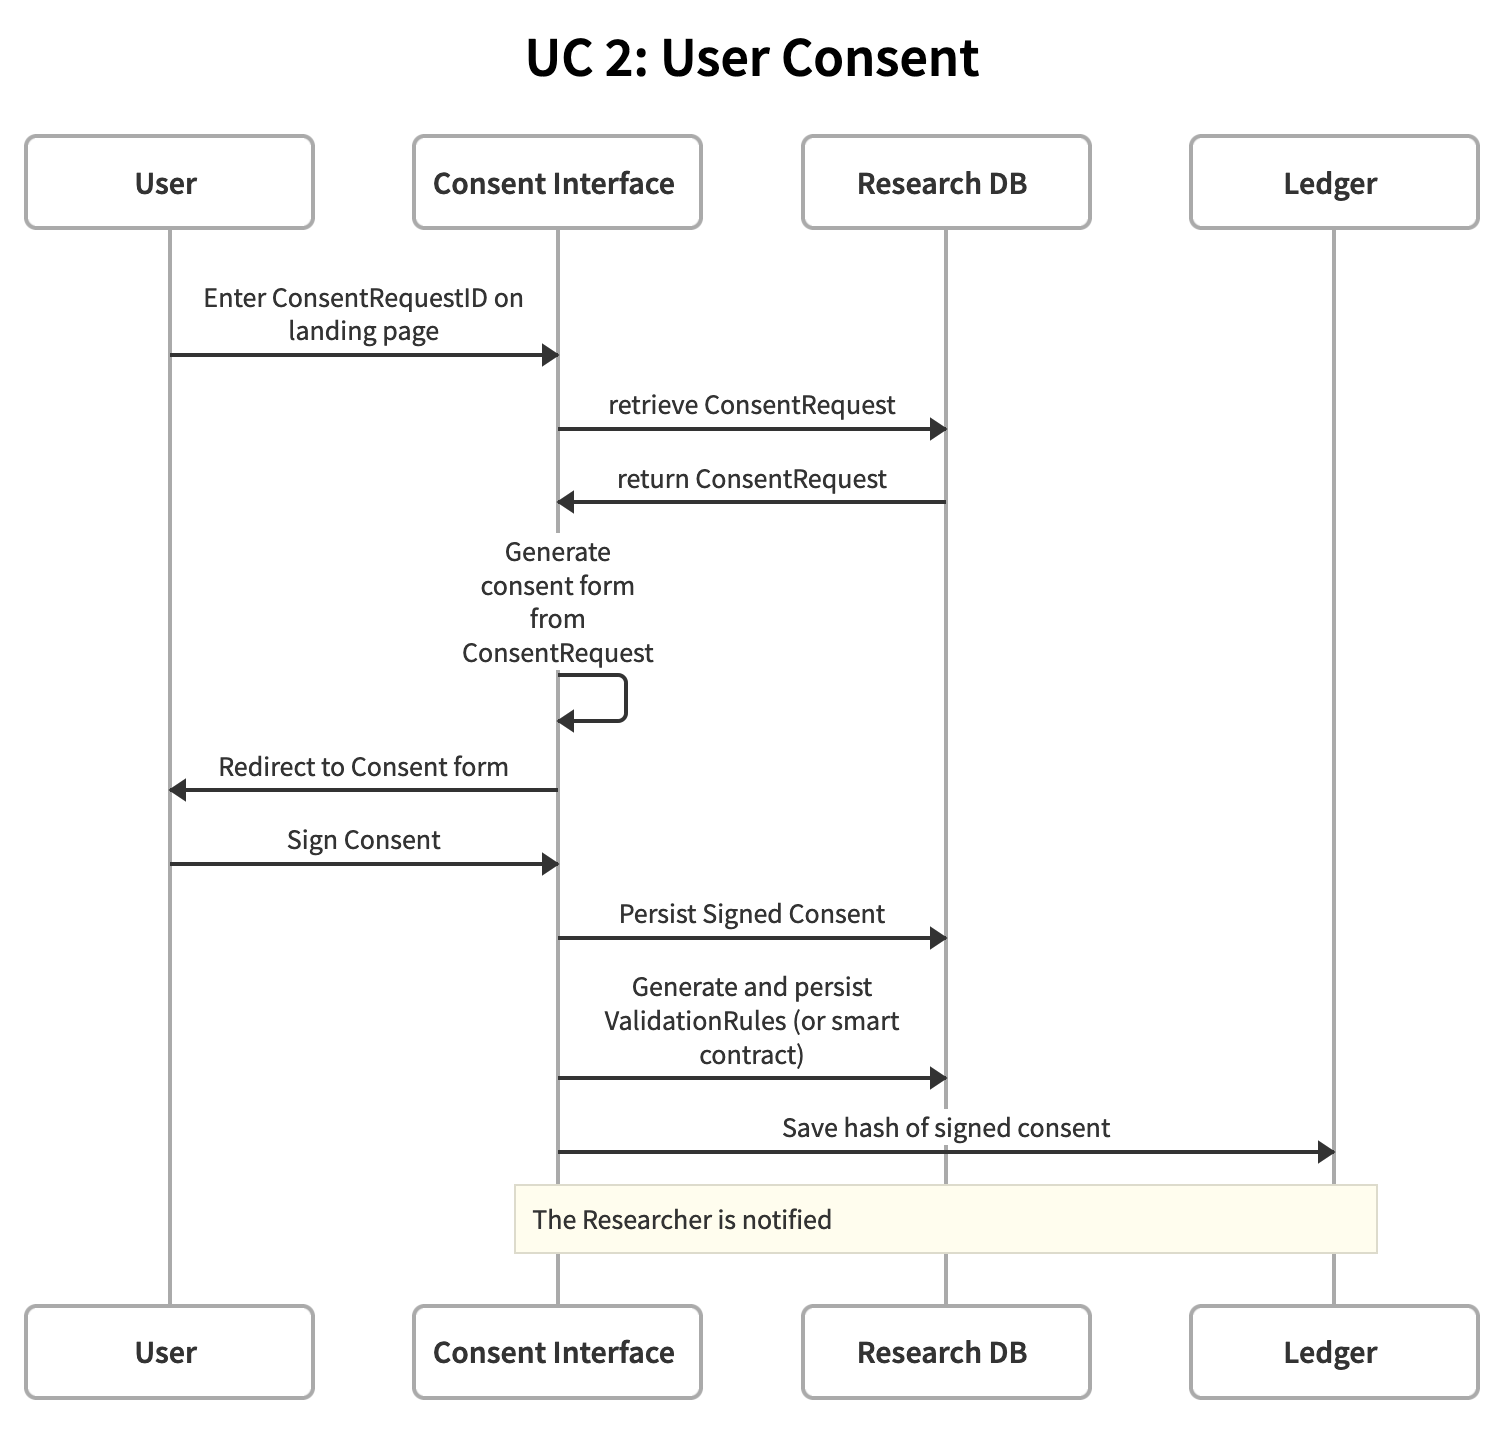 UC 2: User Consent
User
Consent Interface
Research DB
Ledger
Enter ConsentRequestID on
landing page
retrieve ConsentRequest
return ConsentRequest
Generate
consent form
from
ConsentRequest
Redirect to Consent form
Sign Consent
Persist Signed Consent
Generate and persist
ValidationRules (or smart
contract)
Save hash of signed consent
The Researcher is notified
User
Consent Interface
Research DB
Ledger